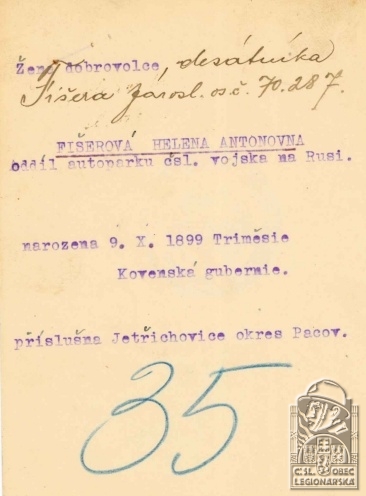 Žena dobrovolce, desátníka
Fišera Jarosl. os. č. 70.287.
FIŠEROVÁ HELENA ANTONOVNA
oddíl autoparku čsl. vojska na Rusi.
narozena 9. X. 1899 Triměsie
Kovenská gubernie.
příslušna Jetřichovice okres Pacov.
35
Č.SL. OBEC
LEGIONÁŘSKÁ